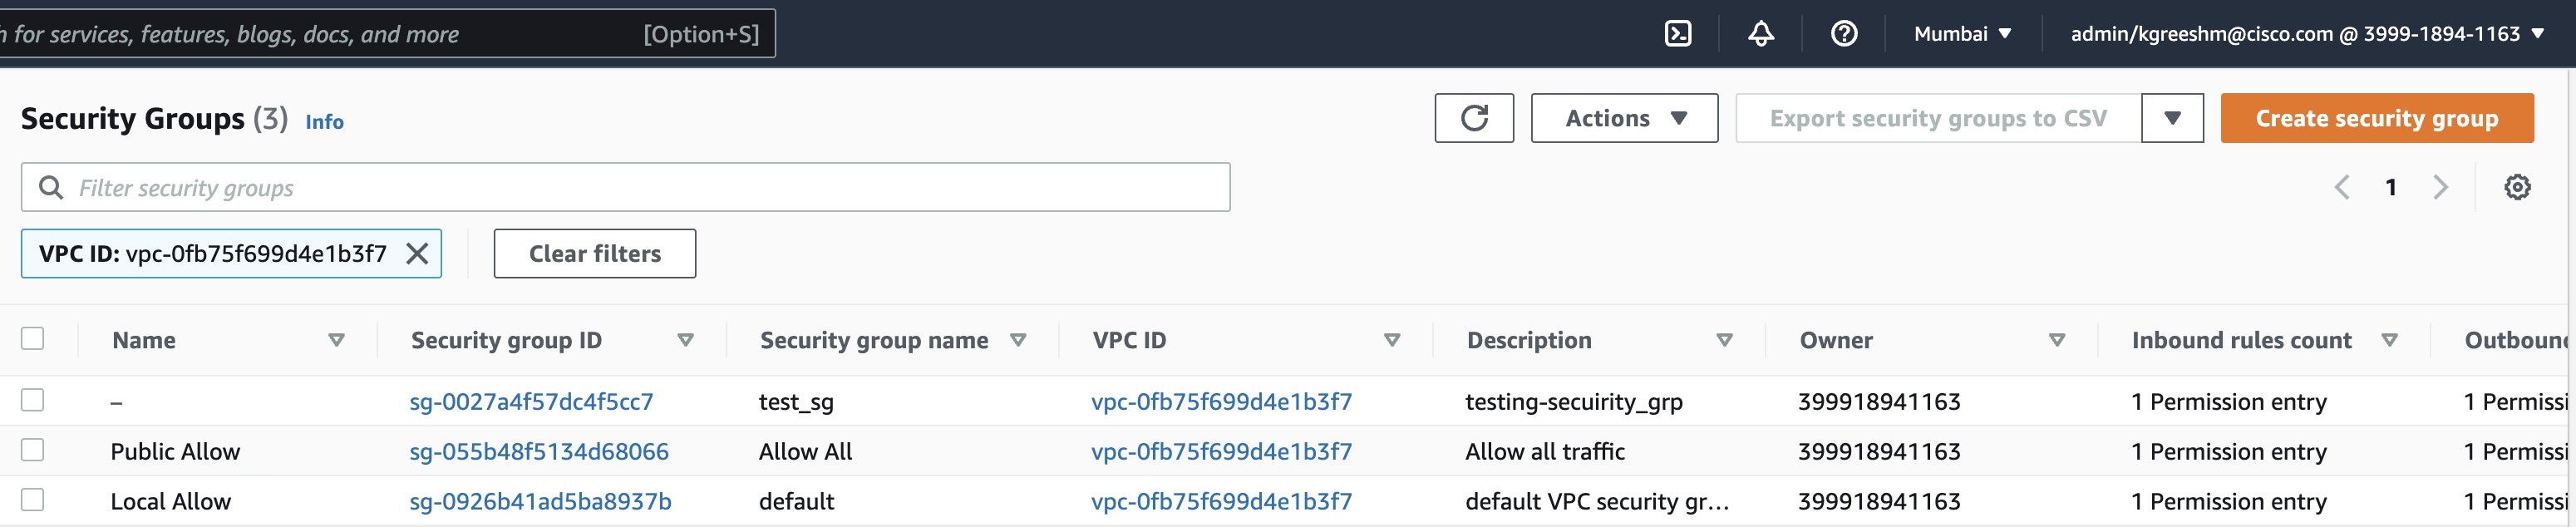 for services, features, blogs, docs, and more [Option+S] Mumbai admin/kgreeshm@cisco.com @ 3999-1894-1163
Security Groups (3) Info Actions Export security groups to CSV Create security group
Filter security groups 1
VPC ID: vpc-0fb75f699d4e1b3f7 Clear filters
Name Security group ID Security group name VPC ID Description Owner Inbound rules count
– sg-0027a4f57dc4f5cc7 test_sg vpc-0fb75f699d4e1b3f7 testing-secuirity_grp 399918941163 1 Permission entry 1
Public Allow sg-055b48f5134d68066 Allow All vpc-0fb75f699d4e1b3f7 Allow all traffic 399918941163 1 Permission entry 1
Local Allow sg-0926b41ad5ba8937b default vpc-0fb75f699d4e1b3f7 default VPC security gr... 399918941163 1 Permission entry 1